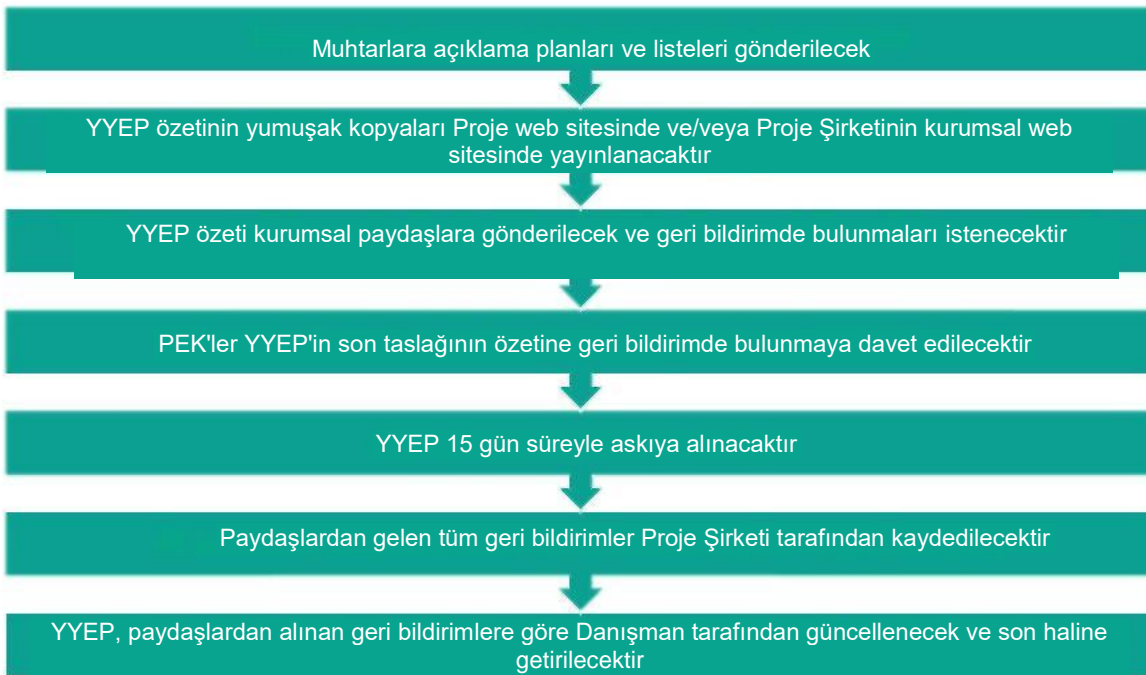 Muhtarlara açıklama planları ve listeleri gönderilecek
YYEP özetinin yumuşak kopyaları Proje web sitesinde ve/veya Proje Şirketinin kurumsal web
sitesinde yayınlanacaktır
YYEP özeti kurumsal paydaşlara gönderilecek ve geri bildirimde bulunmaları istenecektir
PEK'ler YYEP'in son taslağının özetine geri bildirimde bulunmaya davet edilecektir
YYEP 15 gün süreyle askıya alınacaktır
Paydaşlardan gelen tüm geri bildirimler Proje Şirketi tarafından kaydedilecektir
YYEP, paydaşlardan alınan geri bildirimlere göre Danışman tarafından güncellenecek ve son haline
getirilecektir